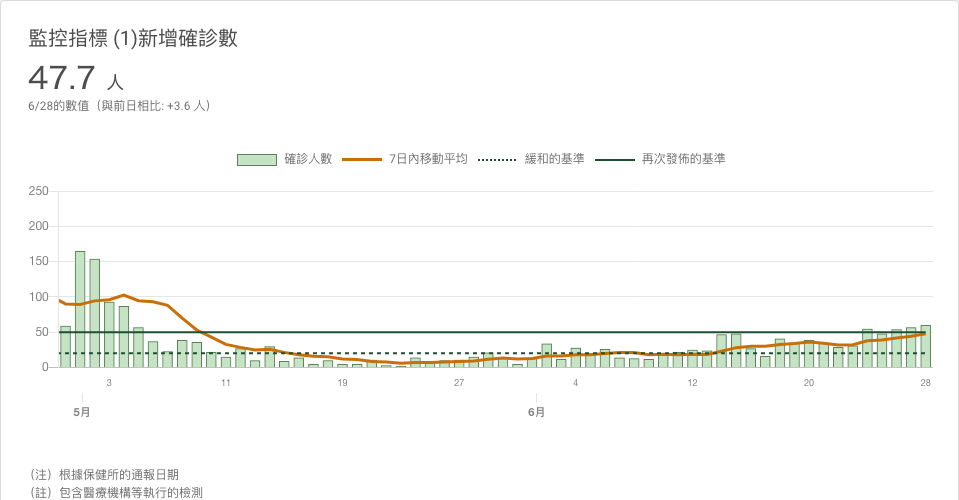 監控指標 (1)新增確診數
47.7 人
6/28的數值（與前日相比: +3.6 人）
確診人數 7日內移動平均 緩和的基準 再次發佈的基準
250
200
150
100
50
0
3 11 19 27 4 12 20 28
5月 6月
（注）根據保健所的通報日期
（註）包含醫療機構等執行的檢測